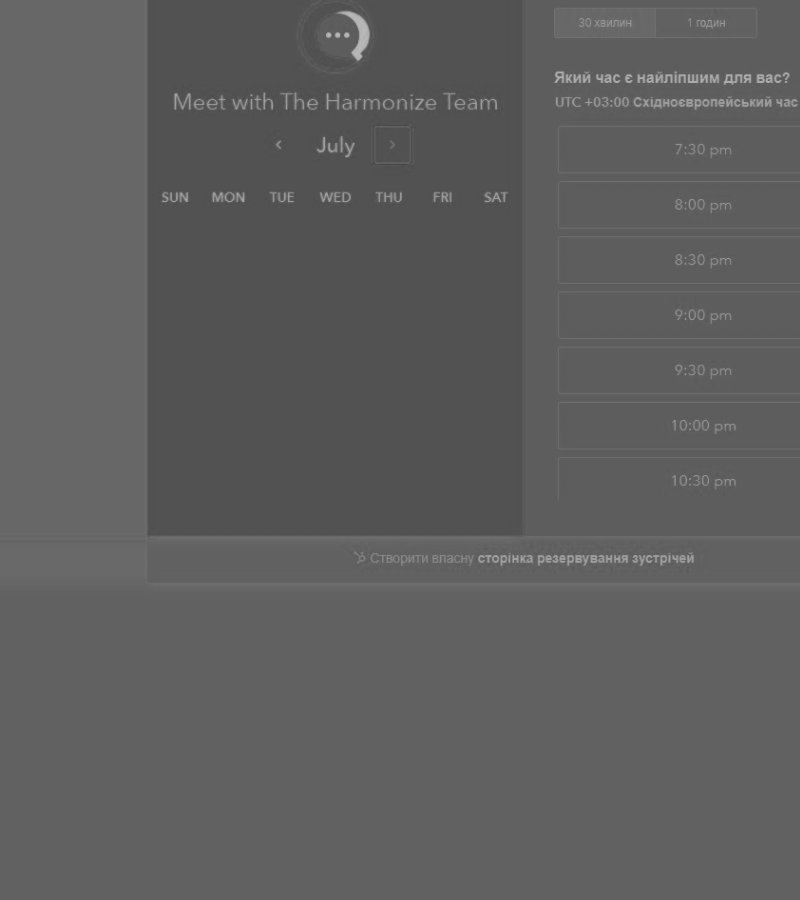 30 хвилин 1 годин
Meet with The Harmonize Team
July
SUN MON TUE WED THU FRI SAT
Який час є найліпшим для вас?
UTC +03:00 Східноєвропейський час
7:30 pm
8:00 pm
8:30 pm
9:00 pm
9:30 pm
10:00 pm
10:30 pm
Створити власну сторінка резервування зустрічей